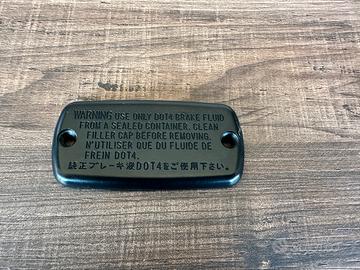 WARNING USE ONLY DOT4 BRAKE FLUID
FROM A SEALED CONTAINER. CLEAN
FILLER CAP BEFORE REMOVING.
N'UTILISER QUE DU FLUIDE DE
FREIN DOT4.
純正ブレーキ液DOT4をご使用下さい。